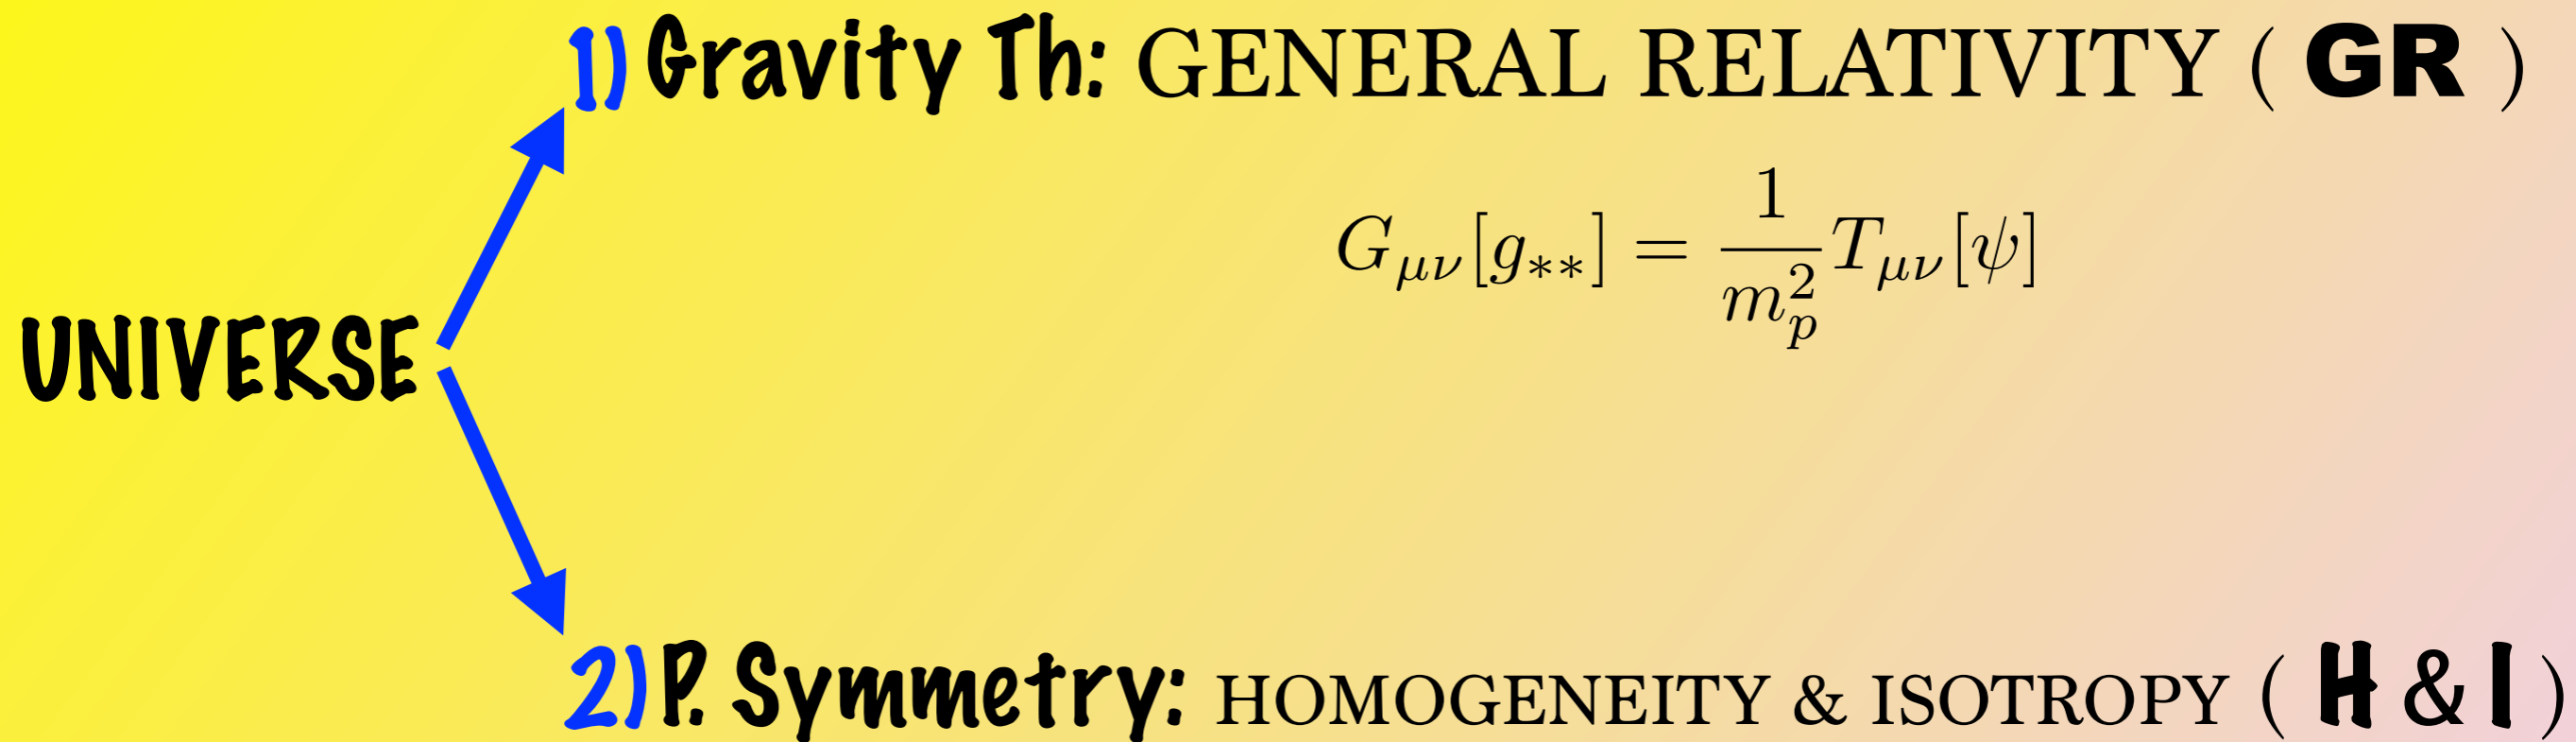 1) Gravity Th: GENERAL RELATIVITY ( GR )
G_{μν}[g_{**}] = \frac{1}{m_p^2} T_{μν}[ψ]
UNIVERSE
2) P. Symmetry: HOMOGENEITY & ISOTROPY ( H & I )